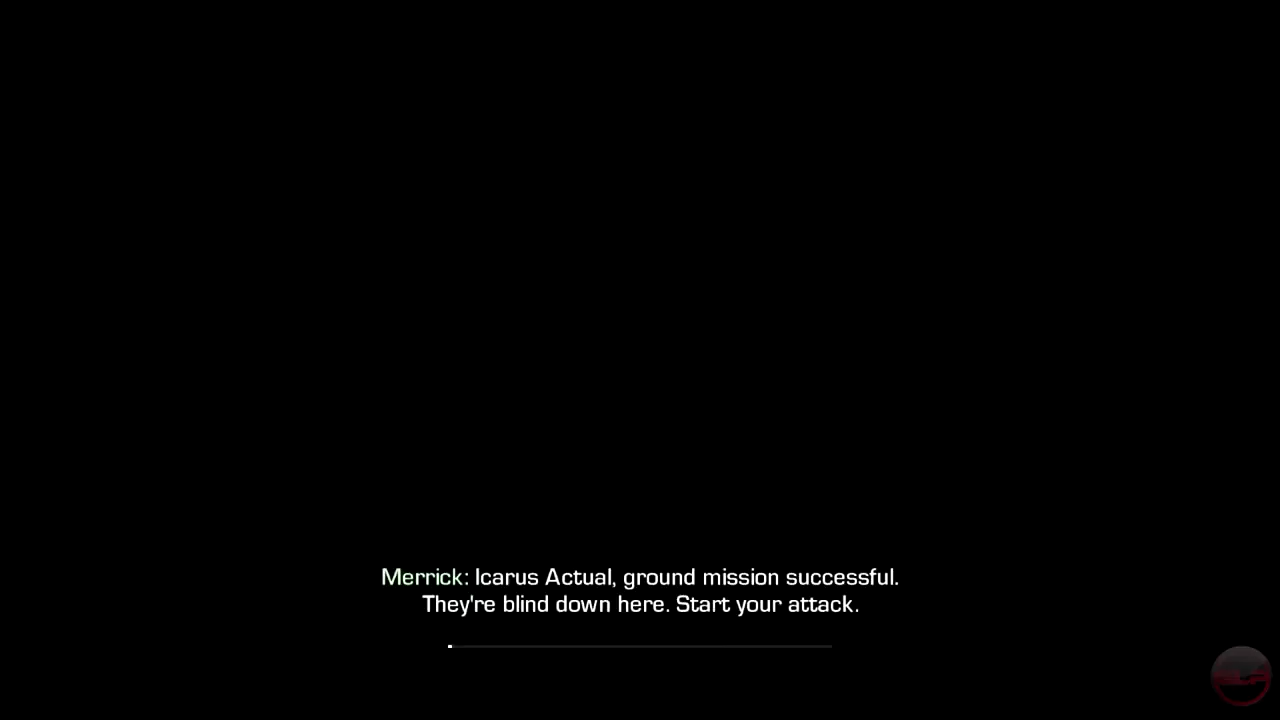 Merrick: Icarus Actual, ground mission successful.
They're blind down here. Start your attack.